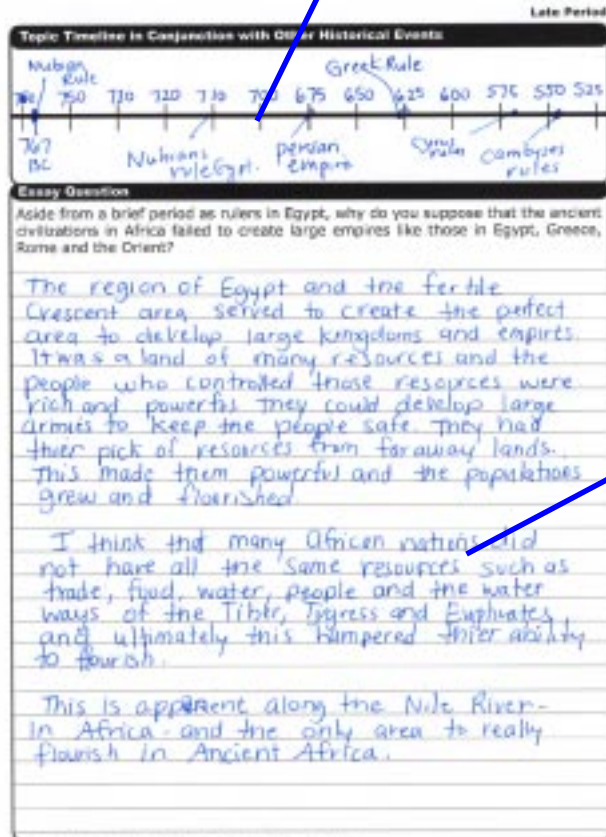 Late Period
Topic Timeline in Conjunction with Other Historical Events
Nubian Rule
Greek Rule
750 710 720 710 700 675 650 625 600 575 550 525
767 BC
Nubians rule Egypt.
persian empire
rules
Cambyses rules
Essay Question
Aside from a brief period as rulers in Egypt, why do you suppose that the ancient
civilizations in Africa failed to create large empires like those in Egypt, Greece,
Rome and the Orient?
The region of Egypt and the fertile
Crescent area served to create the perfect
area to develop large kingdoms and empires.
It was a land of many resources and the
people who controlled those resources were
rich and powerful They could develop large
armies to keep the people safe. They had
thier pick of resources from faraway lands.
This made them powerful and the populations
grew and flourished.
I think that many African nations did
not have all the same resources such as
trade, food, water, people and the water
ways of the Tiber, Tygress and Euphrates,
and ultimately this hampered thier ability
to flourish.
This is apparent along the Nile River-
in Africa - and the only area to really
flourish in Ancient Africa.